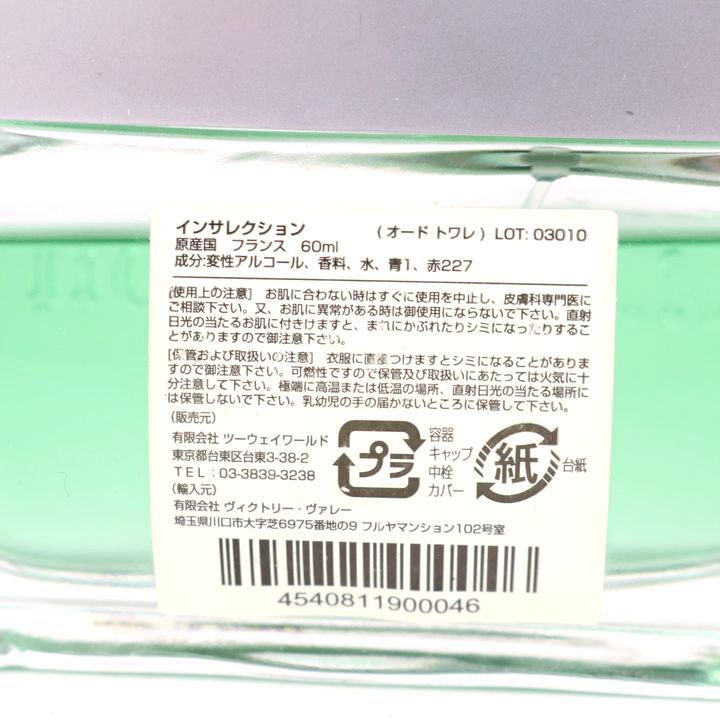 インサレクション （オード トワレ） LOT: 03010
原産国 フランス 60ml
成分:変性アルコール、香料、水、青1、赤227
[使用上の注意] お肌に合わない時はすぐに使用を中止し、皮膚科専門医に
ご相談下さい。又、お肌に異常がある時は御使用にならないで下さい。直射
日光の当たるお肌に付きけますと、まれにかぶれたりシミになったりするこ
とがありますので御注意下さい。
[保管および取扱いの注意] 衣服に直接つけますとシミになることがありま
すので御注意下さい。可燃性ですので保管及び取扱いにあたっては火気に十
分注意して下さい。極端に高温または低温の場所、直射日光の当たる場所に
は保管しないで下さい。乳幼児の手の届かないところに保管して下さい。
(販売元)
有限会社 ツーウェイワールド
東京都台東区台東3-38-2
TEL：03-3839-3238
プラ
容器
キャップ
中栓
カバー
紙
台紙
(輸入元)
有限会社 ヴィクトリー・ヴァレー
埼玉県川口市大字芝6975番地の9 フルヤマンション102号室
4540811900046